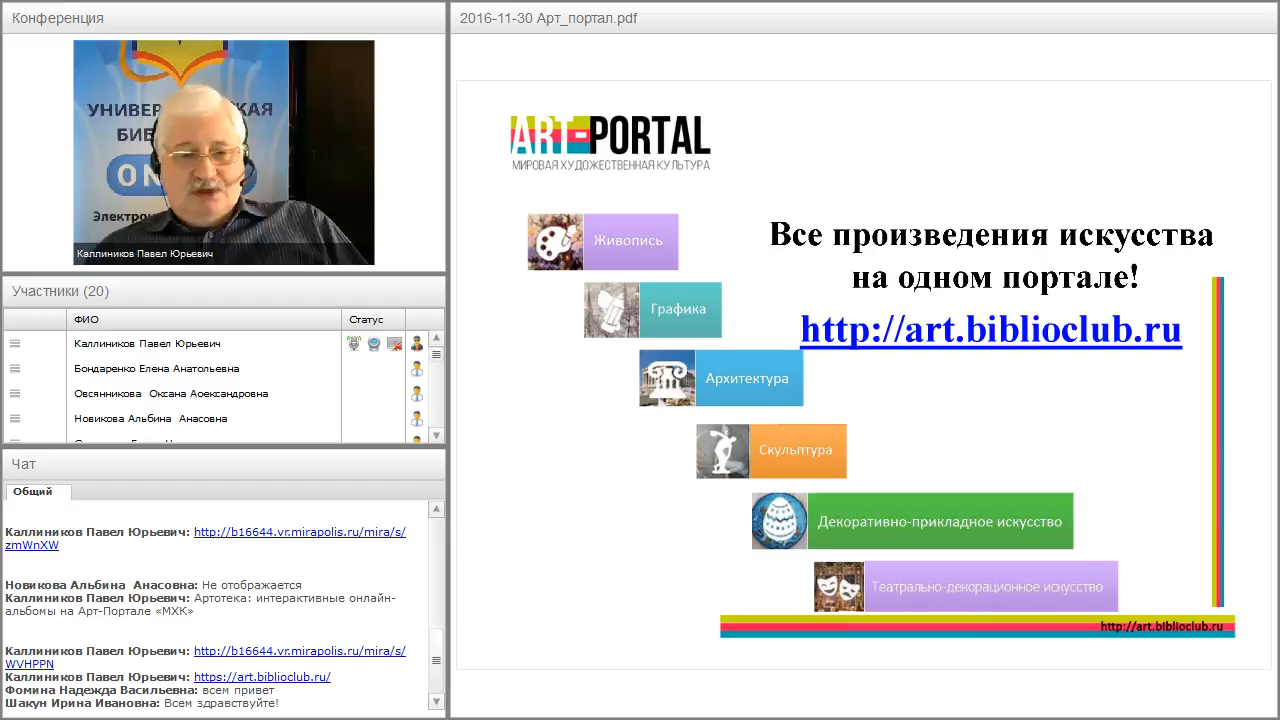 Конференция
УНИВЕР КАЯ
БИБ
ON
Электро
Каллиников Павел Юрьевич
Участники (20)
ФИО
Статус
Каллиников Павел Юрьевич
Бондаренко Елена Анатольевна
Овсянникова Оксана Аоександровна
Новикова Альбина Анасовна
Чат
Общий
Каллиников Павел Юрьевич: http://b16644.vr.mirapolis.ru/mira/s/
zmWnXW
Новикова Альбина Анасовна: Не отображается
Каллиников Павел Юрьевич: Артотека: интерактивные онлайн-
альбомы на Арт-Портале «МХК»
Каллиников Павел Юрьевич: http://b16644.vr.mirapolis.ru/mira/s/
WVHPPN
Каллиников Павел Юрьевич: https://art.biblioclub.ru/
Фомина Надежда Васильевна: всем привет
Шакун Ирина Ивановна: Всем здравствуйте!
2016-11-30 Арт_портал.pdf
ART-PORTAL
МИРОВАЯ ХУДОЖЕСТВЕННАЯ КУЛЬТУРА
Все произведения искусства
на одном портале!
http://art.biblioclub.ru
Живопись
Графика
Архитектура
Скульптура
Декоративно-прикладное искусство
Театрально-декорационное искусство
http://art.biblioclub.ru